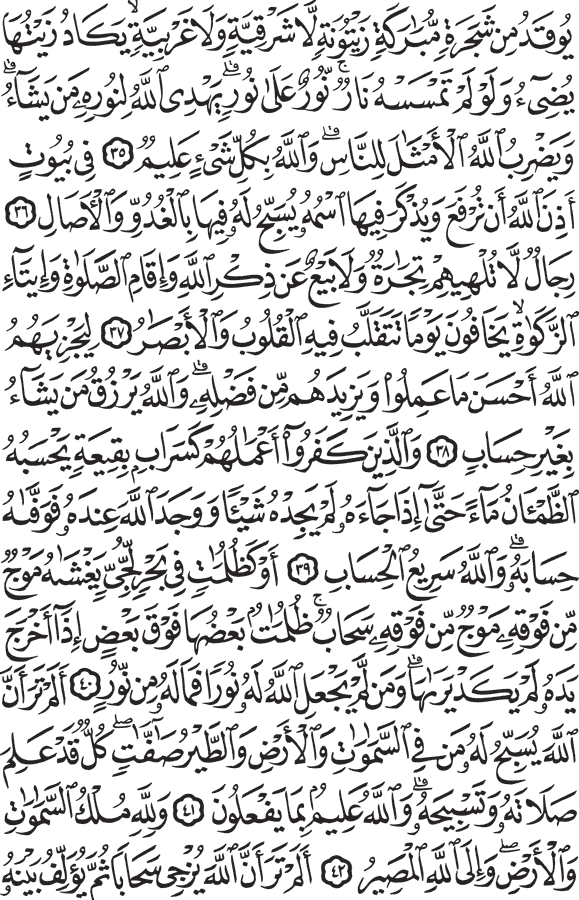 يُوقَدُ مِن شَجَرَةٍ مُّبَٰرَكَةٍ زَيْتُونَةٍ لَّا شَرْقِيَّةٍ وَلَا غَرْبِيَّةٍۙ يَكَادُ زَيْتُهَا
يُضِىٓءُ وَلَوْ لَمْ تَمْسَسْهُ نَارٌۚ نُّورٌ عَلَىٰ نُورٍۗ يَهْدِى ٱللَّهُ لِنُورِهِۦ مَن يَشَآءُۗ
وَيَضْرِبُ ٱللَّهُ ٱلْأَمْثَٰلَ لِلنَّاسِۗ وَٱللَّهُ بِكُلِّ شَىْءٍ عَلِيمٌ ٣٥ فِى بُيُوتٍ
أَذِنَ ٱللَّهُ أَن تُرْفَعَ وَيُذْكَرَ فِيهَا ٱسْمُهُۥ يُسَبِّحُ لَهُۥ فِيهَا بِٱلْغُدُوِّ وَٱلْأٓصَالِ ٣٦
رِجَالٌ لَّا تُلْهِيهِمْ تِجَٰرَةٌ وَلَا بَيْعٌ عَن ذِكْرِ ٱللَّهِ وَإِقَامِ ٱلصَّلَوٰةِ وَإِيتَآءِ
ٱلزَّكَوٰةِۙ يَخَافُونَ يَوْمًا تَتَقَلَّبُ فِيهِ ٱلْقُلُوبُ وَٱلْأَبْصَٰرُ ٣٧ لِيَجْزِيَهُمُ
ٱللَّهُ أَحْسَنَ مَا عَمِلُوا۟ وَيَزِيدَهُم مِّن فَضْلِهِۦۗ وَٱللَّهُ يَرْزُقُ مَن يَشَآءُ
بِغَيْرِ حِسَابٍ ٣٨ وَٱلَّذِينَ كَفَرُوٓا۟ أَعْمَٰلُهُمْ كَسَرَابٍۭ بِقِيعَةٍ يَحْسَبُهُ
ٱلظَّمْـَٔانُ مَآءً حَتَّىٰٓ إِذَا جَآءَهُۥ لَمْ يَجِدْهُ شَيْـًٔا وَوَجَدَ ٱللَّهَ عِندَهُۥ فَوَفَّىٰهُ
حِسَابَهُۥۗ وَٱللَّهُ سَرِيعُ ٱلْحِسَابِ ٣٩ أَوْ كَظُلُمَٰتٍ فِى بَحْرٍ لُّجِّىٍّ يَغْشَىٰهُ مَوْجٌ
مِّن فَوْقِهِۦ مَوْجٌ مِّن فَوْقِهِۦ سَحَابٌۚ ظُلُمَٰتٌۢ بَعْضُهَا فَوْقَ بَعْضٍ إِذَآ أَخْرَجَ
يَدَهُۥ لَمْ يَكَدْ يَرَىٰهَاۗ وَمَن لَّمْ يَجْعَلِ ٱللَّهُ لَهُۥ نُورًا فَمَا لَهُۥ مِن نُّورٍ ٤٠ أَلَمْ تَرَ أَنَّ
ٱللَّهَ يُسَبِّحُ لَهُۥ مَن فِى ٱلسَّمَٰوَٰتِ وَٱلْأَرْضِ وَٱلطَّيْرُ صَٰٓفَّٰتٍۖ كُلٌّ قَدْ عَلِمَ
صَلَاتَهُۥ وَتَسْبِيحَهُۥۗ وَٱللَّهُ عَلِيمٌۢ بِمَا يَفْعَلُونَ ٤١ وَلِلَّهِ مُلْكُ ٱلسَّمَٰوَٰتِ
وَٱلْأَرْضِۖ وَإِلَى ٱللَّهِ ٱلْمَصِيرُ ٤٢ أَلَمْ تَرَ أَنَّ ٱللَّهَ يُزْجِى سَحَابًا ثُمَّ يُؤَلِّفُ بَيْنَهُۥ